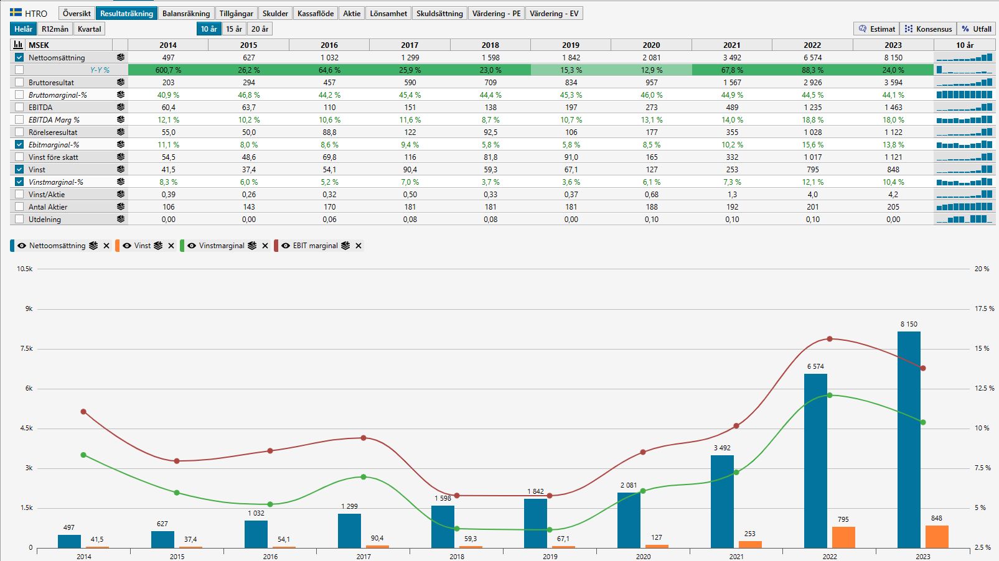 HTRO Översikt Resultaträkning Balansräkning Tillgångar Skulder Kassaflöde Aktie Lönsamhet Skuldsättning Värdering - PE Värdering - EV
Helår R12mån Kvartal 10 år 15 år 20 år Estimat Konsensus % Utfall
MSEK 2014 2015 2016 2017 2018 2019 2020 2021 2022 2023 10 år
Nettoomsättning 497 627 1 032 1 299 1 598 1 842 2 081 3 492 6 574 8 150
Y-Y % 600,7 % 26,2 % 64,6 % 25,9 % 23,0 % 15,3 % 12,9 % 67,8 % 88,3 % 24,0 %
Bruttoresultat 203 294 457 590 709 834 957 1 567 2 926 3 594
Bruttomarginal-% 40,9 % 46,8 % 44,2 % 45,4 % 44,4 % 45,3 % 46,0 % 44,9 % 44,5 % 44,1 %
EBITDA 60,4 63,7 110 151 138 197 273 489 1 235 1 463
EBITDA Marg % 12,1 % 10,2 % 10,6 % 11,6 % 8,7 % 10,7 % 13,1 % 14,0 % 18,8 % 18,0 %
Rörelseresultat 55,0 50,0 88,8 122 92,5 106 177 355 1 028 1 122
Ebitmarginal-% 11,1 % 8,0 % 8,6 % 9,4 % 5,8 % 5,8 % 8,5 % 10,2 % 15,6 % 13,8 %
Vinst före skatt 54,5 48,6 69,8 116 81,8 91,0 165 332 1 017 1 121
Vinst 41,5 37,4 54,1 90,4 59,3 67,1 127 253 795 848
Vinstmarginal-% 8,3 % 6,0 % 5,2 % 7,0 % 3,7 % 3,6 % 6,1 % 7,3 % 12,1 % 10,4 %
Vinst/Aktie 0,39 0,26 0,32 0,50 0,33 0,37 0,68 1,3 4,0 4,2
Antal Aktier 106 143 170 181 181 181 188 192 201 205
Utdelning 0,00 0,00 0,06 0,08 0,08 0,00 0,10 0,10 0,10 0,00
Nettoomsättning Vinst Vinstmarginal EBIT marginal
10.5k 20 %
9k 17.5 %
8 150
7.5k 15 %
6 574
6k 12.5 %
4.5k 10 %
3 492
3k 7.5 %
2 081
1 842
1 598
1.5k 5 %
1 299
1 032
497 627
41,5 37,4 54,1 90,4 59,3 67,1 127 253 795 848
0 2.5 %
2014 2015 2016 2017 2018 2019 2020 2021 2022 2023